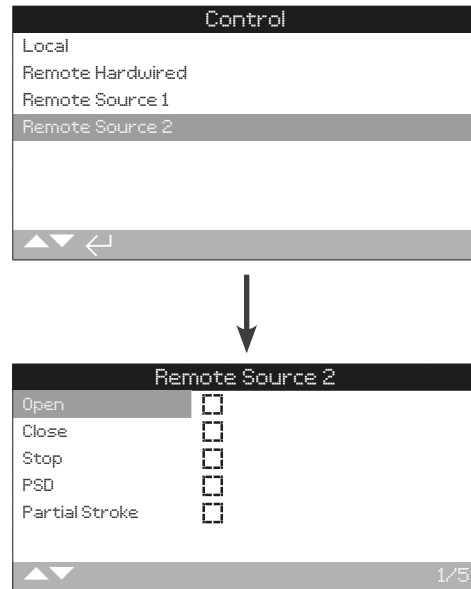 Control
Local
Remote Hardwired
Remote Source 1
Remote Source 2
Remote Source 2
Open
Close
Stop
PSD
Partial Stroke
1/5